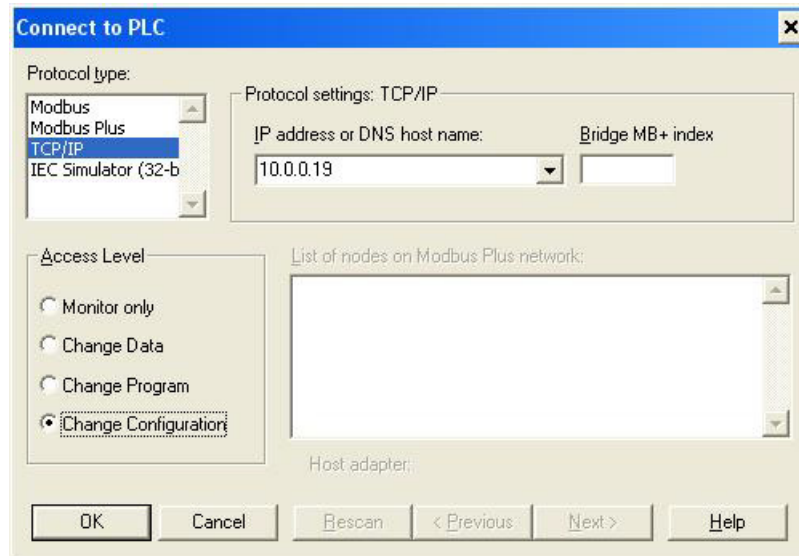 Connect to PLC
Protocol type:
Modbus
Modbus Plus
TCP/IP
IEC Simulator (32-b
Protocol settings: TCP/IP
IP address or DNS host name:
10.0.0.19
Bridge MB+ index
Access Level
Monitor only
Change Data
Change Program
Change Configuration
List of nodes on Modbus Plus network:
Host adapter:
OK
Cancel
Rescan
< Previous
Next >
Help